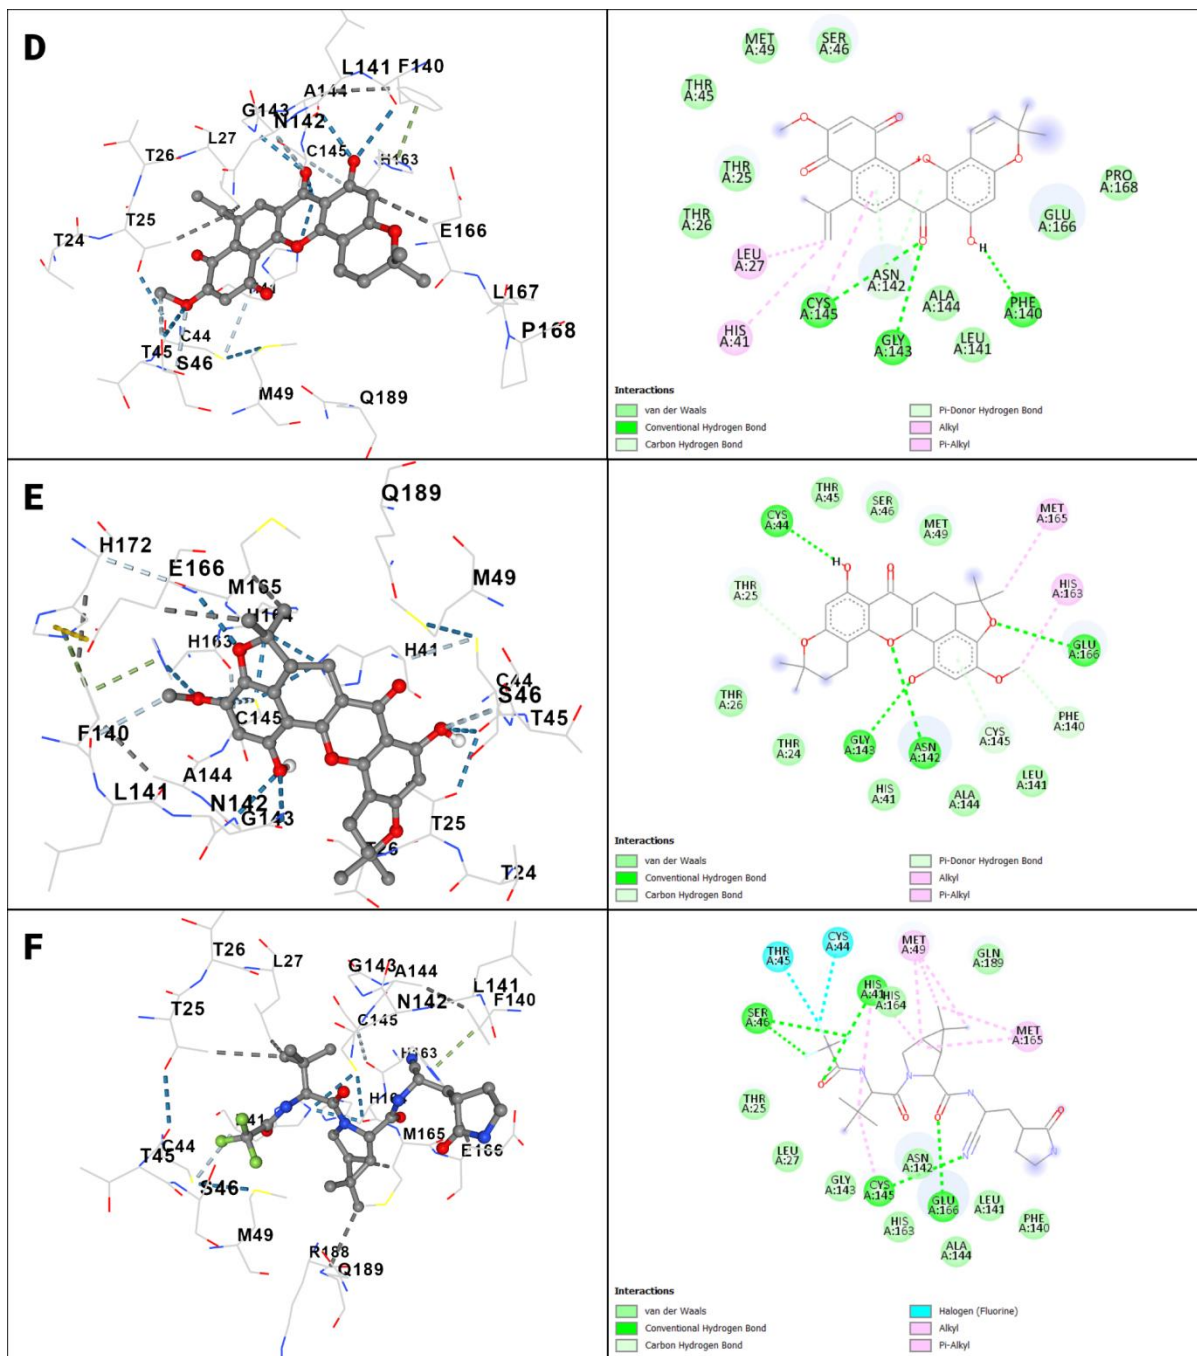 D
L141 F140
A144
G143
N142
L27
C145
H163
T26
T25
T24
E166
L167
P168
C44
T45
S46
M49
Q189
MET
A:49
SER
A:46
THR
A:45
THR
A:25
THR
A:26
PRO
A:168
GLU
A:166
LEU
A:27
ASN
A:142
CYS
A:145
ALA
A:144
PHE
A:140
HIS
A:41
GLY
A:143
LEU
A:141
H
Interactions
van der Waals
Conventional Hydrogen Bond
Carbon Hydrogen Bond
Pi-Donor Hydrogen Bond
Alkyl
Pi-Alkyl
E
Q189
H172
E166
M165
M49
H164
H163
H41
C44
S46
T45
C145
F140
A144
L141
N142
G143
T25
T26
T24
THR
A:45
SER
A:46
CYS
A:44
MET
A:49
MET
A:165
THR
A:25
HIS
A:163
GLU
A:166
THR
A:26
THR
A:24
GLY
A:143
ASN
A:142
CYS
A:145
PHE
A:140
HIS
A:41
ALA
A:144
LEU
A:141
H
Interactions
van der Waals
Conventional Hydrogen Bond
Carbon Hydrogen Bond
Pi-Donor Hydrogen Bond
Alkyl
Pi-Alkyl
F
T26
L27
G143
A144
L141
N142
F140
T25
C145
H163
M165
E166
C44
T45
S46
M49
R188
Q189
THR
A:45
CYS
A:44
MET
A:49
GLN
A:189
HIS
A:41
HIS
A:164
SER
A:46
MET
A:165
THR
A:25
LEU
A:27
GLY
A:143
ASN
A:142
CYS
A:145
GLU
A:166
LEU
A:141
PHE
A:140
HIS
A:163
ALA
A:144
Interactions
van der Waals
Conventional Hydrogen Bond
Carbon Hydrogen Bond
Halogen (Fluorine)
Alkyl
Pi-Alkyl